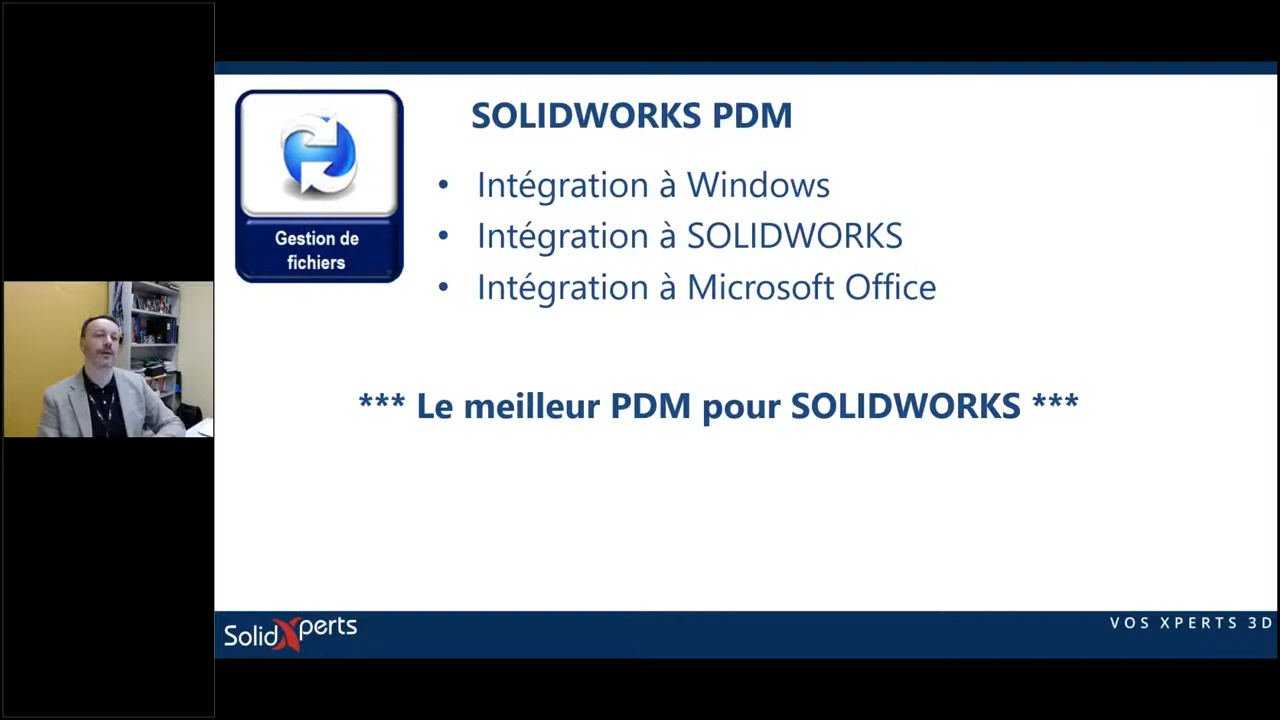 SOLIDWORKS PDM
Gestion de
fichiers
• Intégration à Windows
• Intégration à SOLIDWORKS
• Intégration à Microsoft Office
*** Le meilleur PDM pour SOLIDWORKS ***
SolidXperts
VOS XPERTS 3D